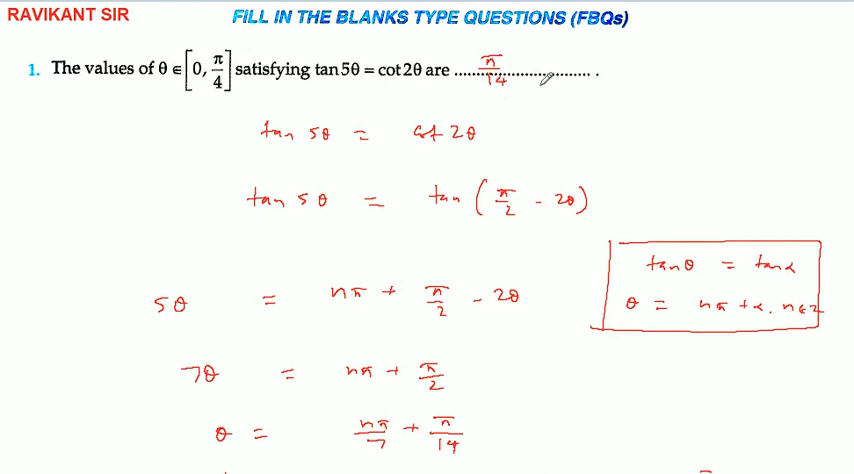 RAVIKANT SIR
FILL IN THE BLANKS TYPE QUESTIONS (FBQs)
1. The values of θ ∈ [0, π/4] satisfying tan 5θ = cot 2θ are ....π/14.... .
tan 5θ = cot 2θ
tan 5θ = tan (π/2 - 2θ)
tanθ = tanα
θ = nπ + α, n∈Z
5θ = nπ + π/2 - 2θ
7θ = nπ + π/2
θ = nπ/7 + π/14